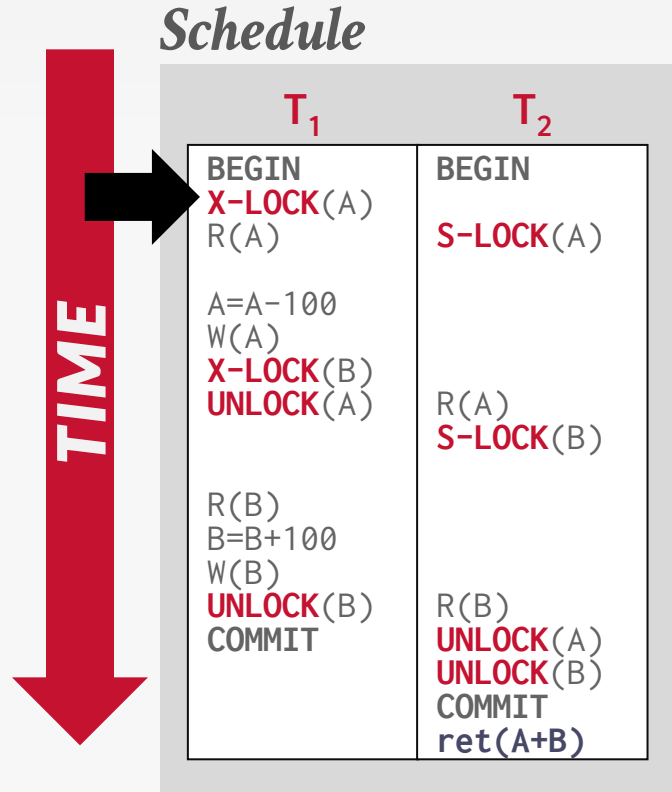 Schedule
TIME
T₁
T₂
BEGIN
X-LOCK(A)
R(A)
A=A-100
W(A)
X-LOCK(B)
UNLOCK(A)
R(B)
B=B+100
W(B)
UNLOCK(B)
COMMIT
BEGIN
S-LOCK(A)
R(A)
S-LOCK(B)
R(B)
UNLOCK(A)
UNLOCK(B)
COMMIT
ret(A+B)